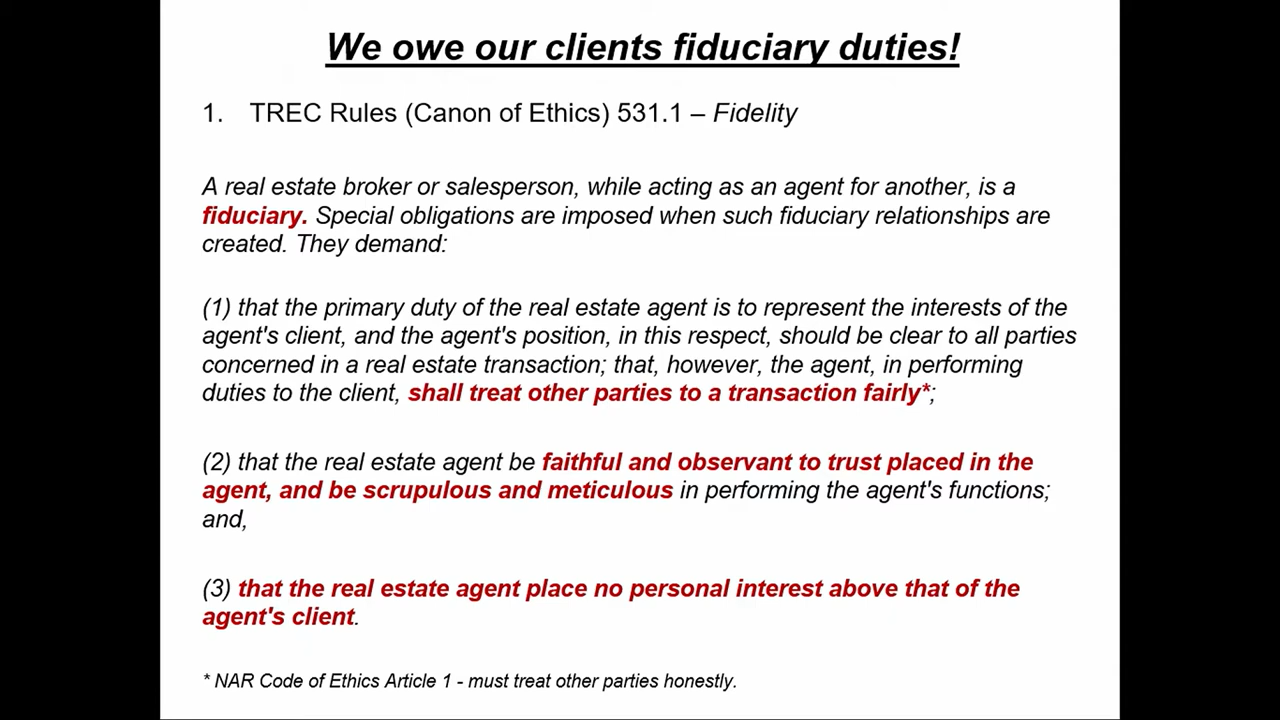 We owe our clients fiduciary duties!
1. TREC Rules (Canon of Ethics) 531.1 – Fidelity
A real estate broker or salesperson, while acting as an agent for another, is a
fiduciary. Special obligations are imposed when such fiduciary relationships are
created. They demand:
(1) that the primary duty of the real estate agent is to represent the interests of the
agent's client, and the agent's position, in this respect, should be clear to all parties
concerned in a real estate transaction; that, however, the agent, in performing
duties to the client, shall treat other parties to a transaction fairly*;
(2) that the real estate agent be faithful and observant to trust placed in the
agent, and be scrupulous and meticulous in performing the agent's functions;
and,
(3) that the real estate agent place no personal interest above that of the
agent's client.
* NAR Code of Ethics Article 1 - must treat other parties honestly.